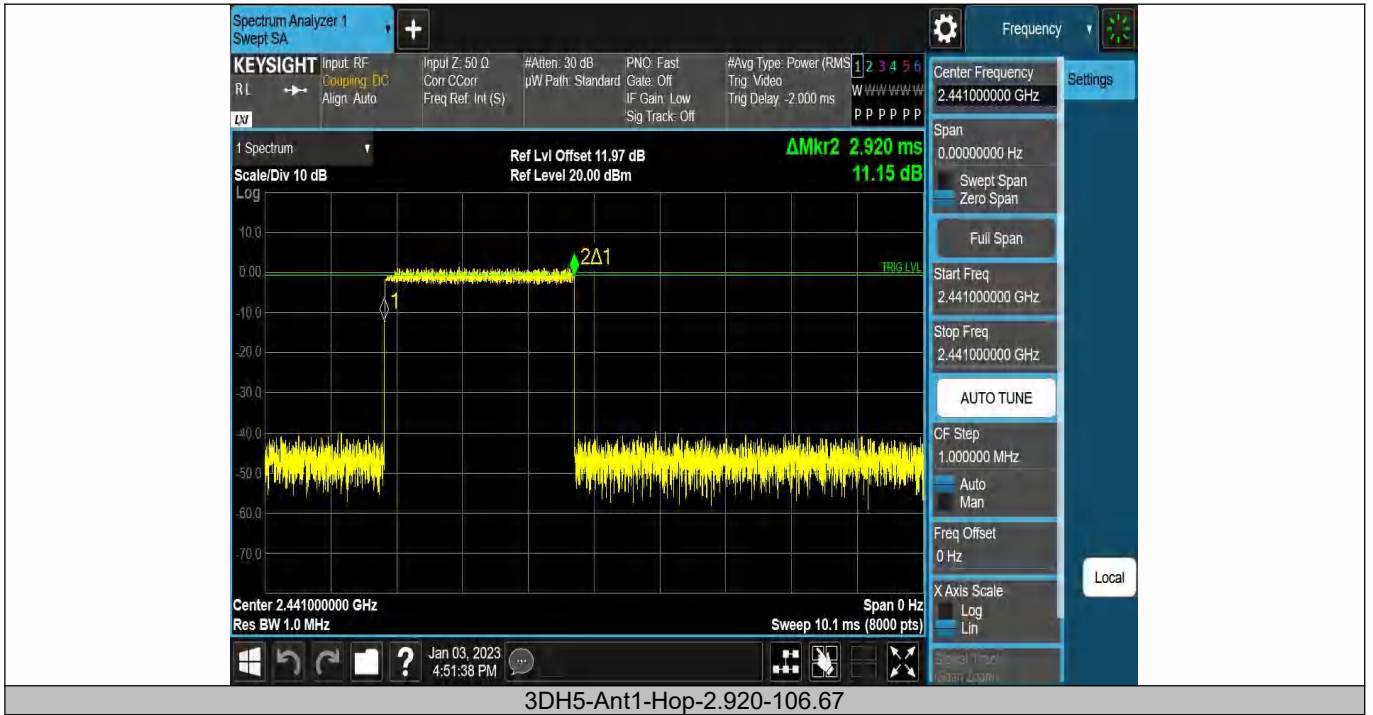 Spectrum Analyzer 1
Swept SA
+
Frequency
KEYSIGHT
RL
LXI
Input: RF
Coupling: DC
Align: Auto
Input Z: 50 Ω
Corr CCorr
Freq Ref: Int (S)
#Atten: 30 dB
µW Path: Standard
PNO: Fast
Gate: Off
IF Gain: Low
Sig Track: Off
#Avg Type: Power (RMS
Trig: Video
Trig Delay: -2.000 ms
1 2 3 4 5 6
W W W W W W
P P P P P P
1 Spectrum
Scale/Div 10 dB
Log
Ref Lvl Offset 11.97 dB
Ref Level 20.00 dBm
ΔMkr2 2.920 ms
11.15 dB
10.0
0.00
-10.0
-20.0
-30.0
-40.0
-50.0
-60.0
-70.0
1
2Δ1
TRIG LVL
Center 2.441000000 GHz
Res BW 1.0 MHz
Span 0 Hz
Sweep 10.1 ms (8000 pts)
Center Frequency
2.441000000 GHz
Settings
Span
0.00000000 Hz
Swept Span
Zero Span
Full Span
Start Freq
2.441000000 GHz
Stop Freq
2.441000000 GHz
AUTO TUNE
CF Step
1.000000 MHz
Auto
Man
Freq Offset
0 Hz
X Axis Scale
Log
Lin
Signal Track
(Span Zoom)
Local
?
Jan 03, 2023
4:51:38 PM
3DH5-Ant1-Hop-2.920-106.67